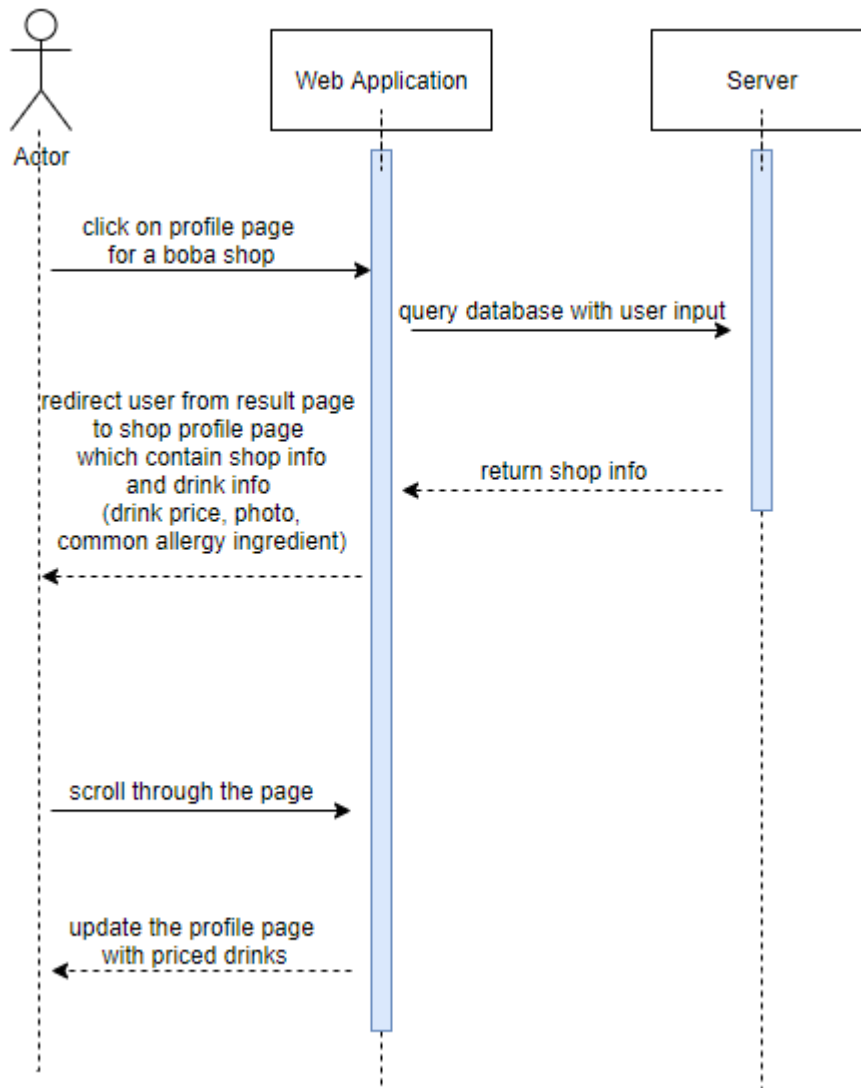 Web Application
Server
Actor
click on profile page
for a boba shop
query database with user input
redirect user from result page
to shop profile page
which contain shop info
and drink info
(drink price, photo,
common allergy ingredient)
return shop info
scroll through the page
update the profile page
with priced drinks